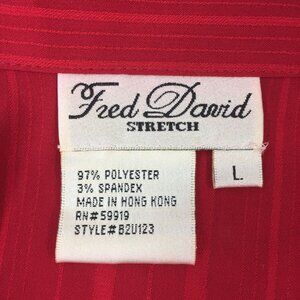 Fred David
STRETCH
97% POLYESTER
3% SPANDEX
MADE IN HONG KONG
RN# 59919
STYLE# B2U123
L